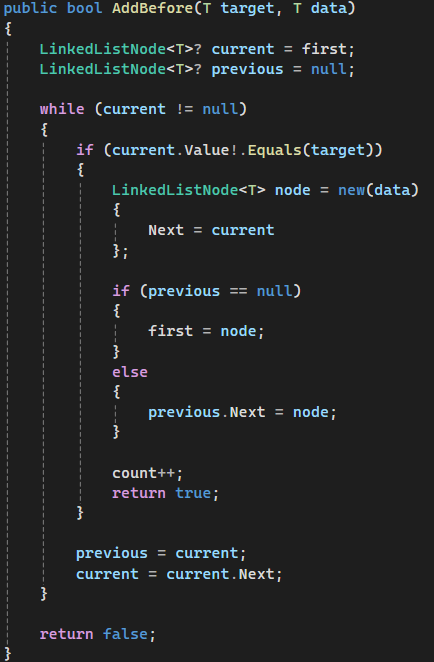 public bool AddBefore(T target, T data)
{
    LinkedListNode<T>? current = first;
    LinkedListNode<T>? previous = null;

    while (current != null)
    {
        if (current.Value!.Equals(target))
        {
            LinkedListNode<T> node = new(data)
            {
                Next = current
            };

            if (previous == null)
            {
                first = node;
            }
            else
            {
                previous.Next = node;
            }

            count++;
            return true;
        }

        previous = current;
        current = current.Next;
    }

    return false;
}